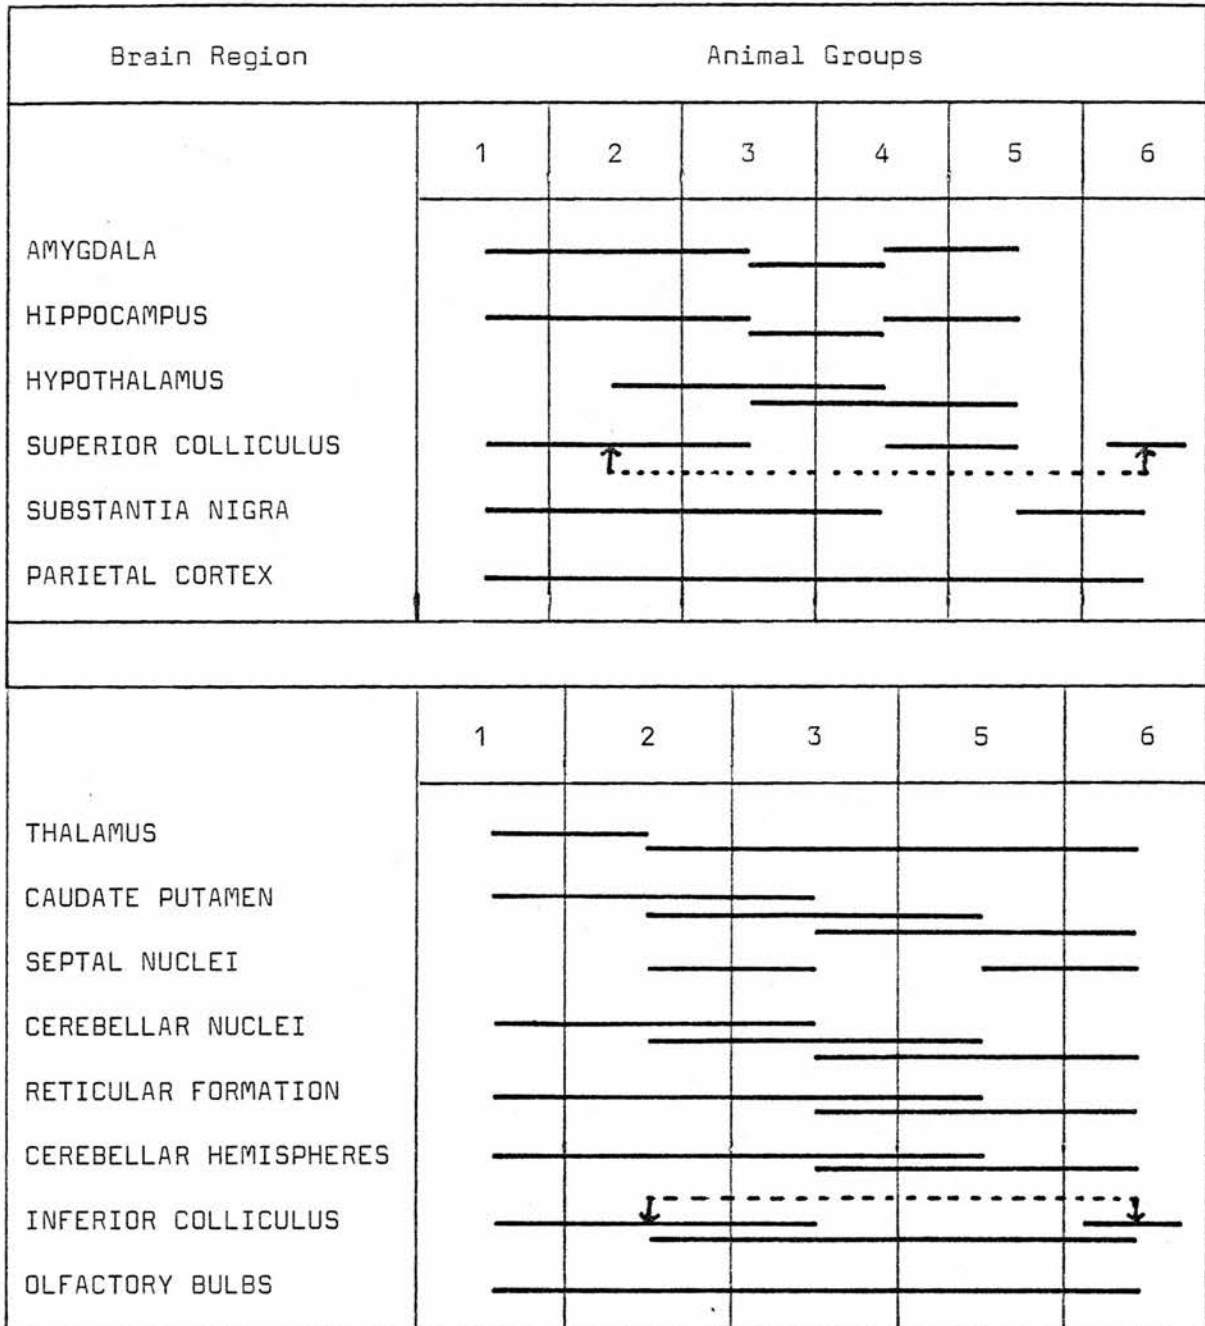 Brain Region Animal Groups
1 2 3 4 5 6
AMYGDALA
HIPPOCAMPUS
HYPOTHALAMUS
SUPERIOR COLLICULUS
SUBSTANTIA NIGRA
PARIETAL CORTEX
1 2 3 5 6
THALAMUS
CAUDATE PUTAMEN
SEPTAL NUCLEI
CEREBELLAR NUCLEI
RETICULAR FORMATION
CEREBELLAR HEMISPHERES
INFERIOR COLLICULUS
OLFACTORY BULBS